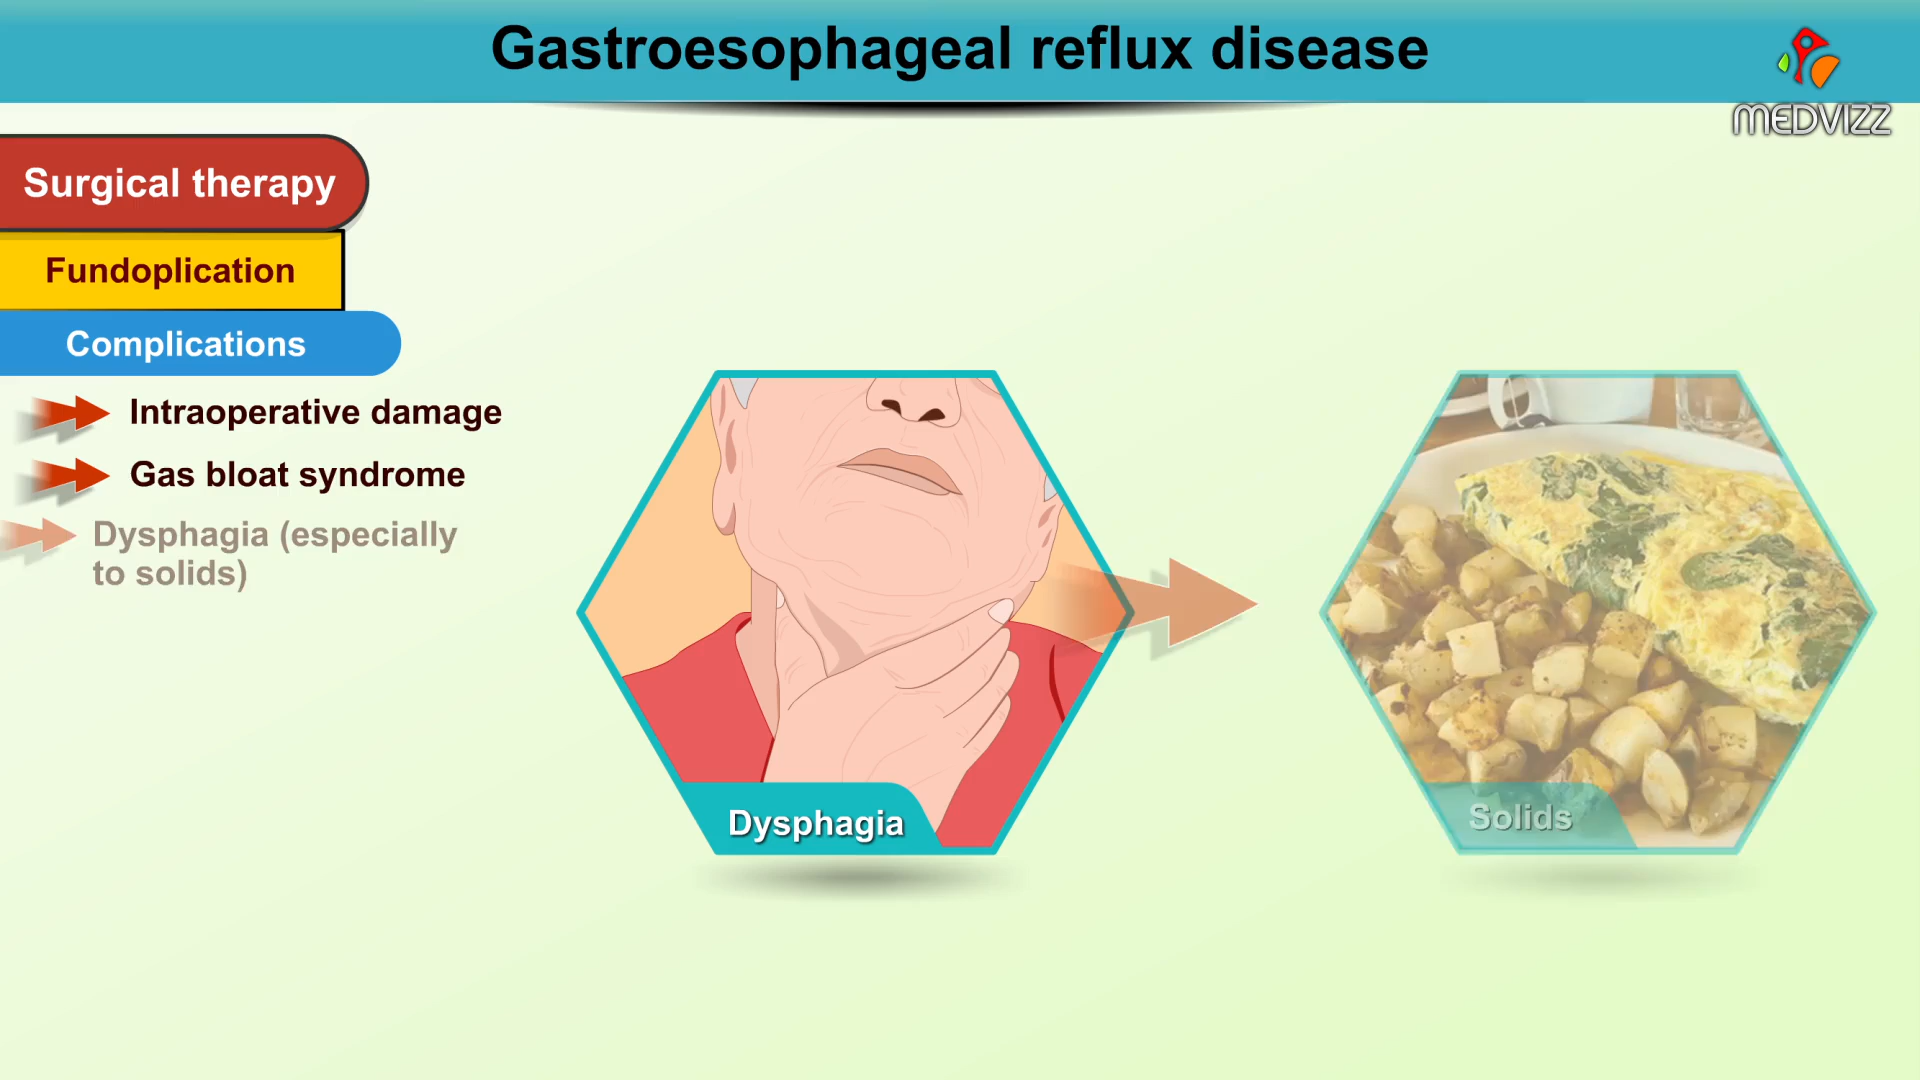 Gastroesophageal reflux disease
MEDVIZZ
Surgical therapy
Fundoplication
Complications
Intraoperative damage
Gas bloat syndrome
Dysphagia (especially
to solids)
Dysphagia
Solids